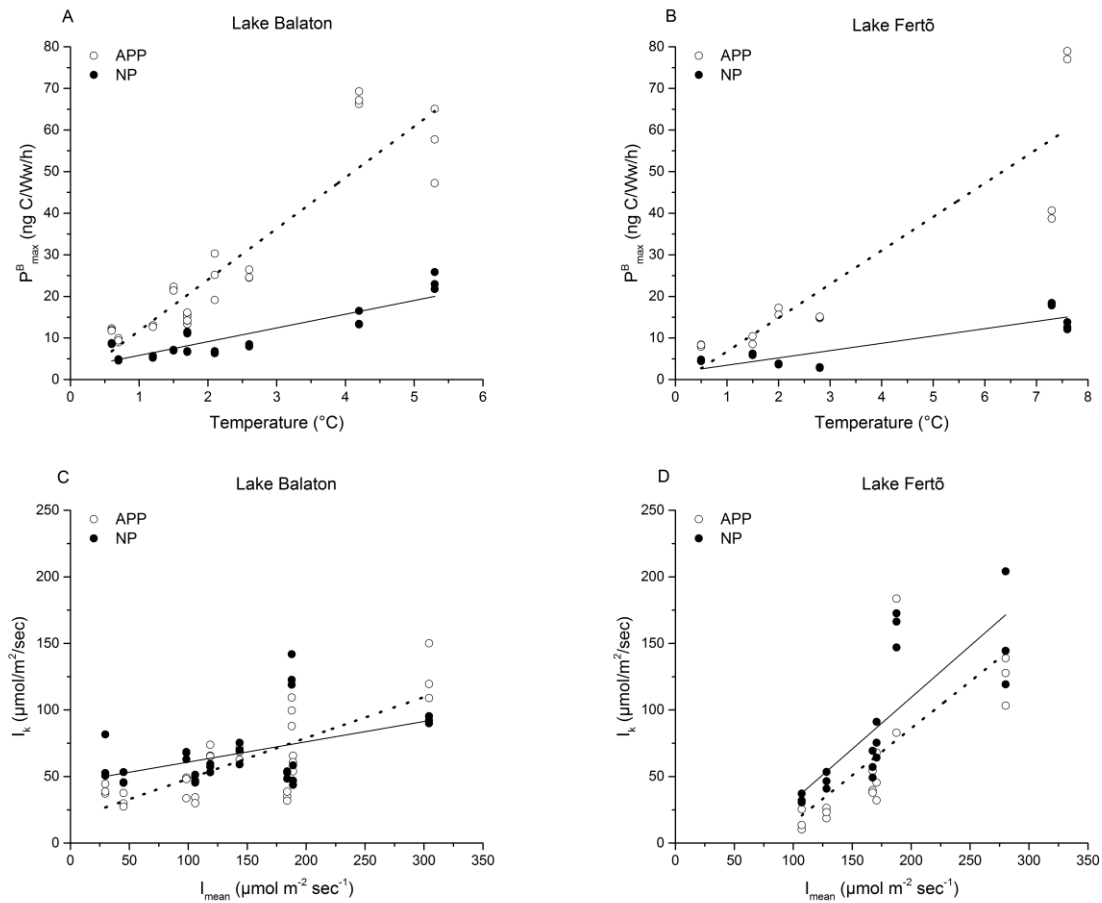 A
Lake Balaton
APP
NP
80
70
60
50
40
30
20
10
0
P^B_max (ng C/Ww/h)
0 1 2 3 4 5 6
Temperature (°C)
B
Lake Fertõ
APP
NP
80
70
60
50
40
30
20
10
0
P^B_max (ng C/Ww/h)
0 1 2 3 4 5 6 7 8
Temperature (°C)
C
Lake Balaton
APP
NP
250
200
150
100
50
0
I_k (µmol/m²/sec)
0 50 100 150 200 250 300 350
I_mean (µmol m⁻² sec⁻¹)
D
Lake Fertõ
APP
NP
250
200
150
100
50
0
I_k (µmol/m²/sec)
0 50 100 150 200 250 300 350
I_mean (µmol m⁻² sec⁻¹)